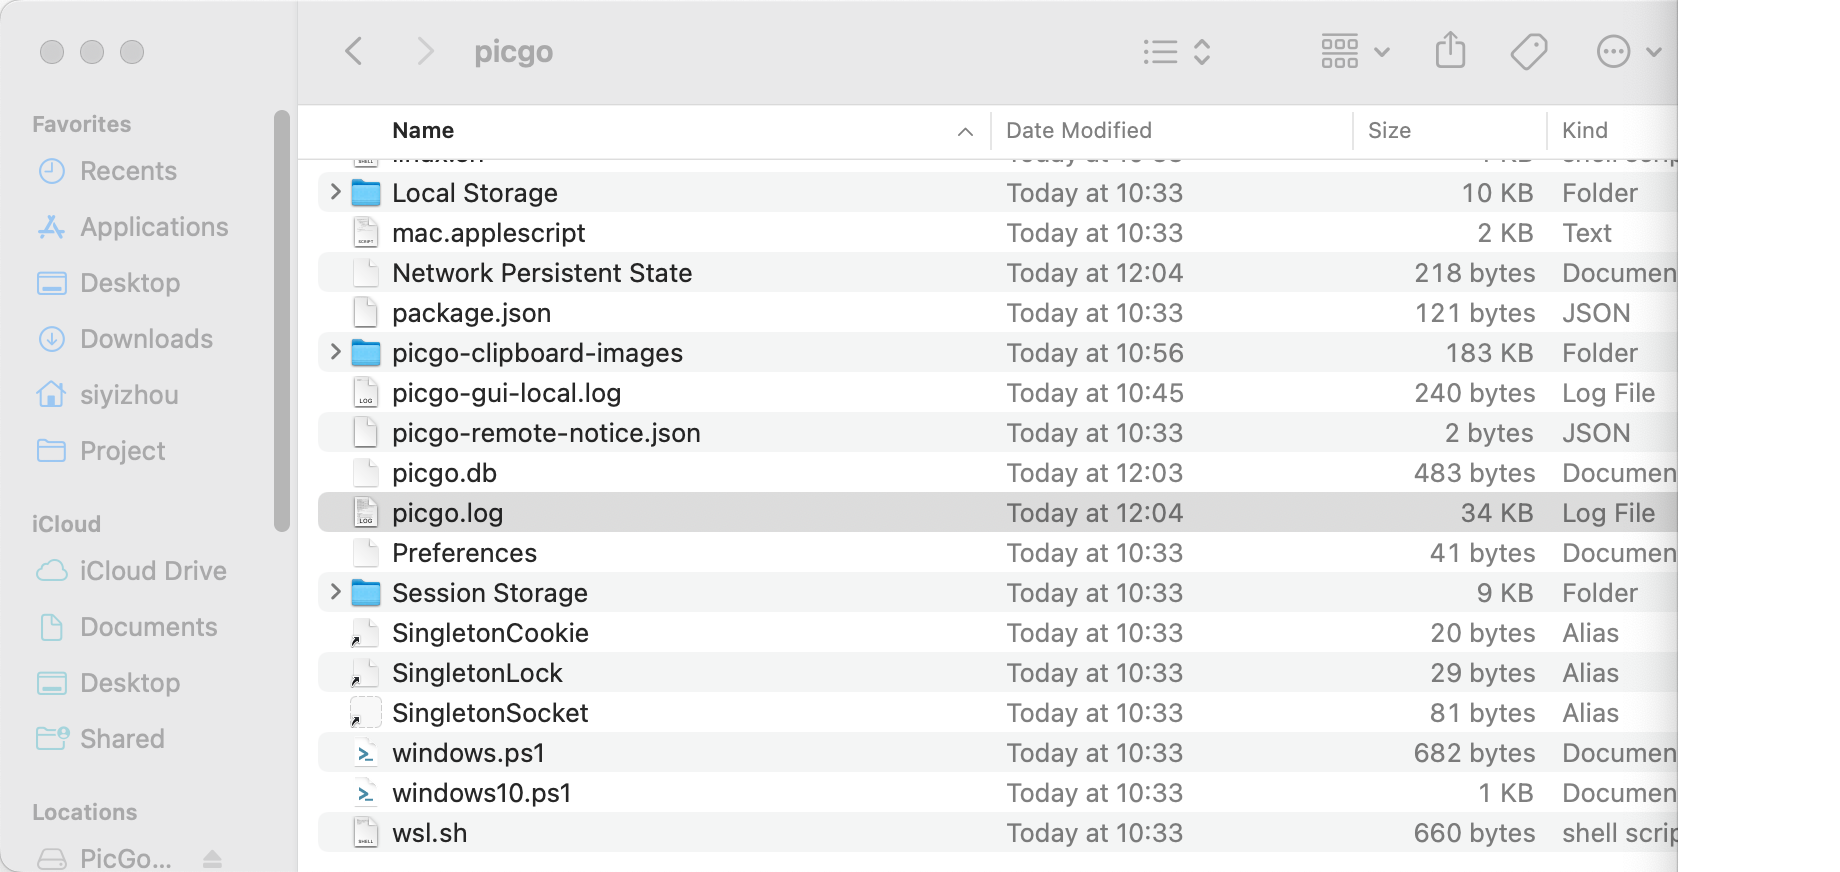 picgo
Favorites
Recents
Applications
Desktop
Downloads
siyizhou
Project
iCloud
iCloud Drive
Documents
Desktop
Shared
Locations
PicGo...
Name Date Modified Size Kind
Local Storage Today at 10:33 10 KB Folder
mac.applescript Today at 10:33 2 KB Text
Network Persistent State Today at 12:04 218 bytes Documen
package.json Today at 10:33 121 bytes JSON
picgo-clipboard-images Today at 10:56 183 KB Folder
picgo-gui-local.log Today at 10:45 240 bytes Log File
picgo-remote-notice.json Today at 10:33 2 bytes JSON
picgo.db Today at 12:03 483 bytes Documen
picgo.log Today at 12:04 34 KB Log File
Preferences Today at 10:33 41 bytes Documen
Session Storage Today at 10:33 9 KB Folder
SingletonCookie Today at 10:33 20 bytes Alias
SingletonLock Today at 10:33 29 bytes Alias
SingletonSocket Today at 10:33 81 bytes Alias
windows.ps1 Today at 10:33 682 bytes Documen
windows10.ps1 Today at 10:33 1 KB Documen
wsl.sh Today at 10:33 660 bytes shell scrip